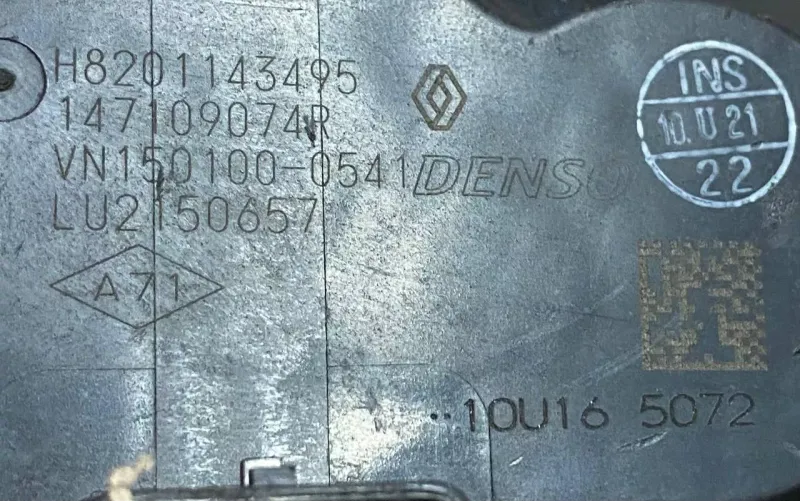 H8201143495
147109074R
VN150100-0541
DENSO
LU2150657
A71
INS
10.U 21
22
10U16 5072